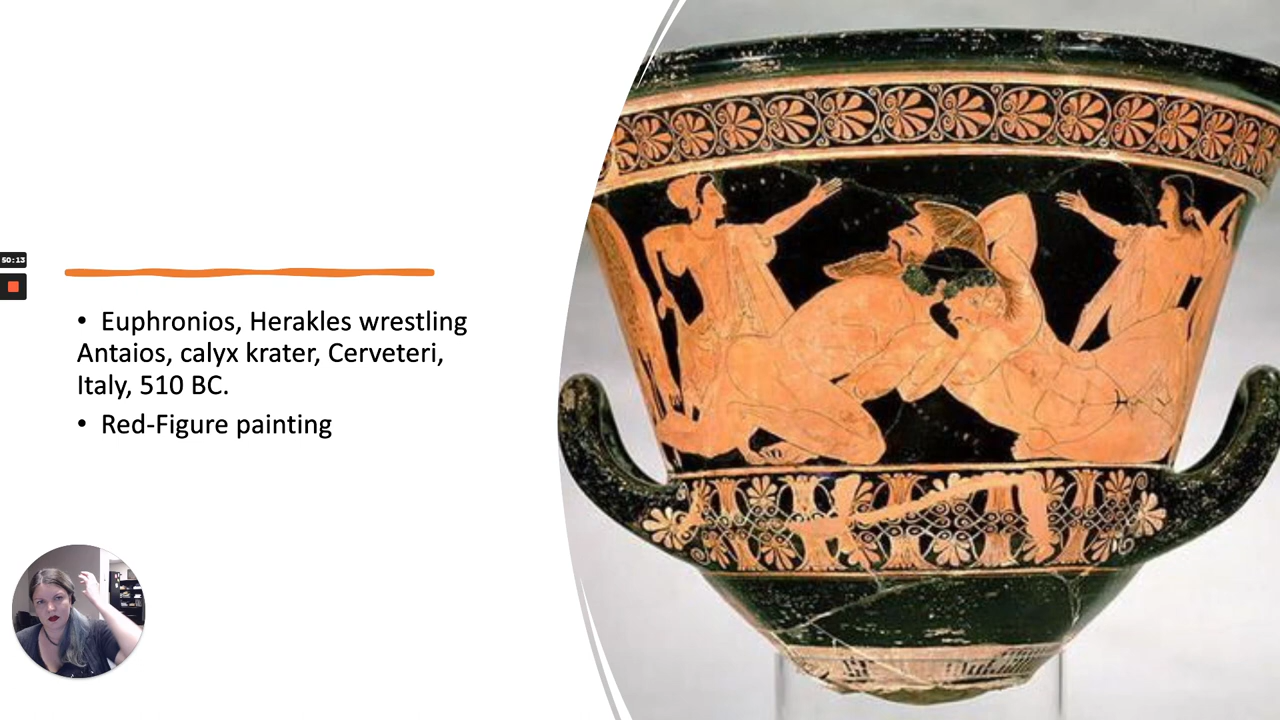 50:13
• Euphronios, Herakles wrestling
Antaios, calyx krater, Cerveteri,
Italy, 510 BC.
• Red-Figure painting